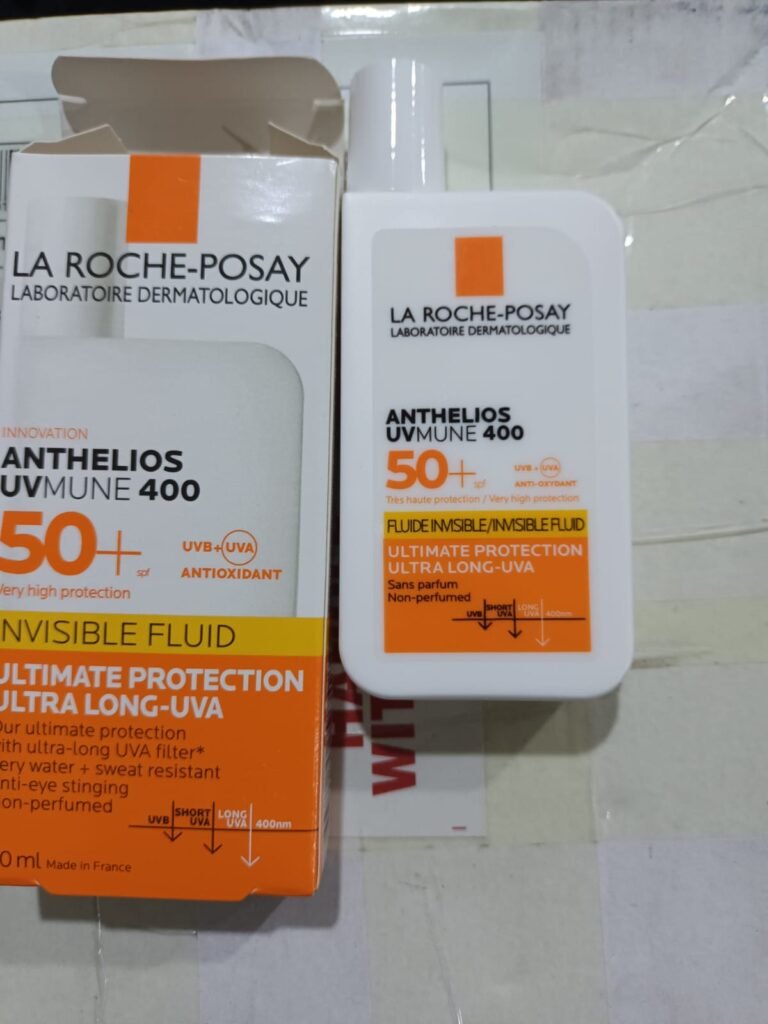 LA ROCHE-POSAY
LABORATOIRE DERMATOLOGIQUE
INNOVATION
ANTHELIOS
UVMUNE 400
50+
spf
UVB+UVA
ANTIOXIDANT
Very high protection
INVISIBLE FLUID
ULTIMATE PROTECTION
ULTRA LONG-UVA
Our ultimate protection
with ultra-long UVA filter*
very water + sweat resistant
anti-eye stinging
non-perfumed
UVB SHORT UVA LONG UVA 400nm
0 ml Made in France
LA ROCHE-POSAY
LABORATOIRE DERMATOLOGIQUE
ANTHELIOS
UVMUNE 400
50+
spf
UVB+UVA
ANTI-OXYDANT
Très haute protection / Very high protection
FLUIDE INVISIBLE/INVISIBLE FLUID
ULTIMATE PROTECTION
ULTRA LONG-UVA
Sans parfum
Non-perfumed
UVB SHORT UVA LONG UVA 400nm
WIT